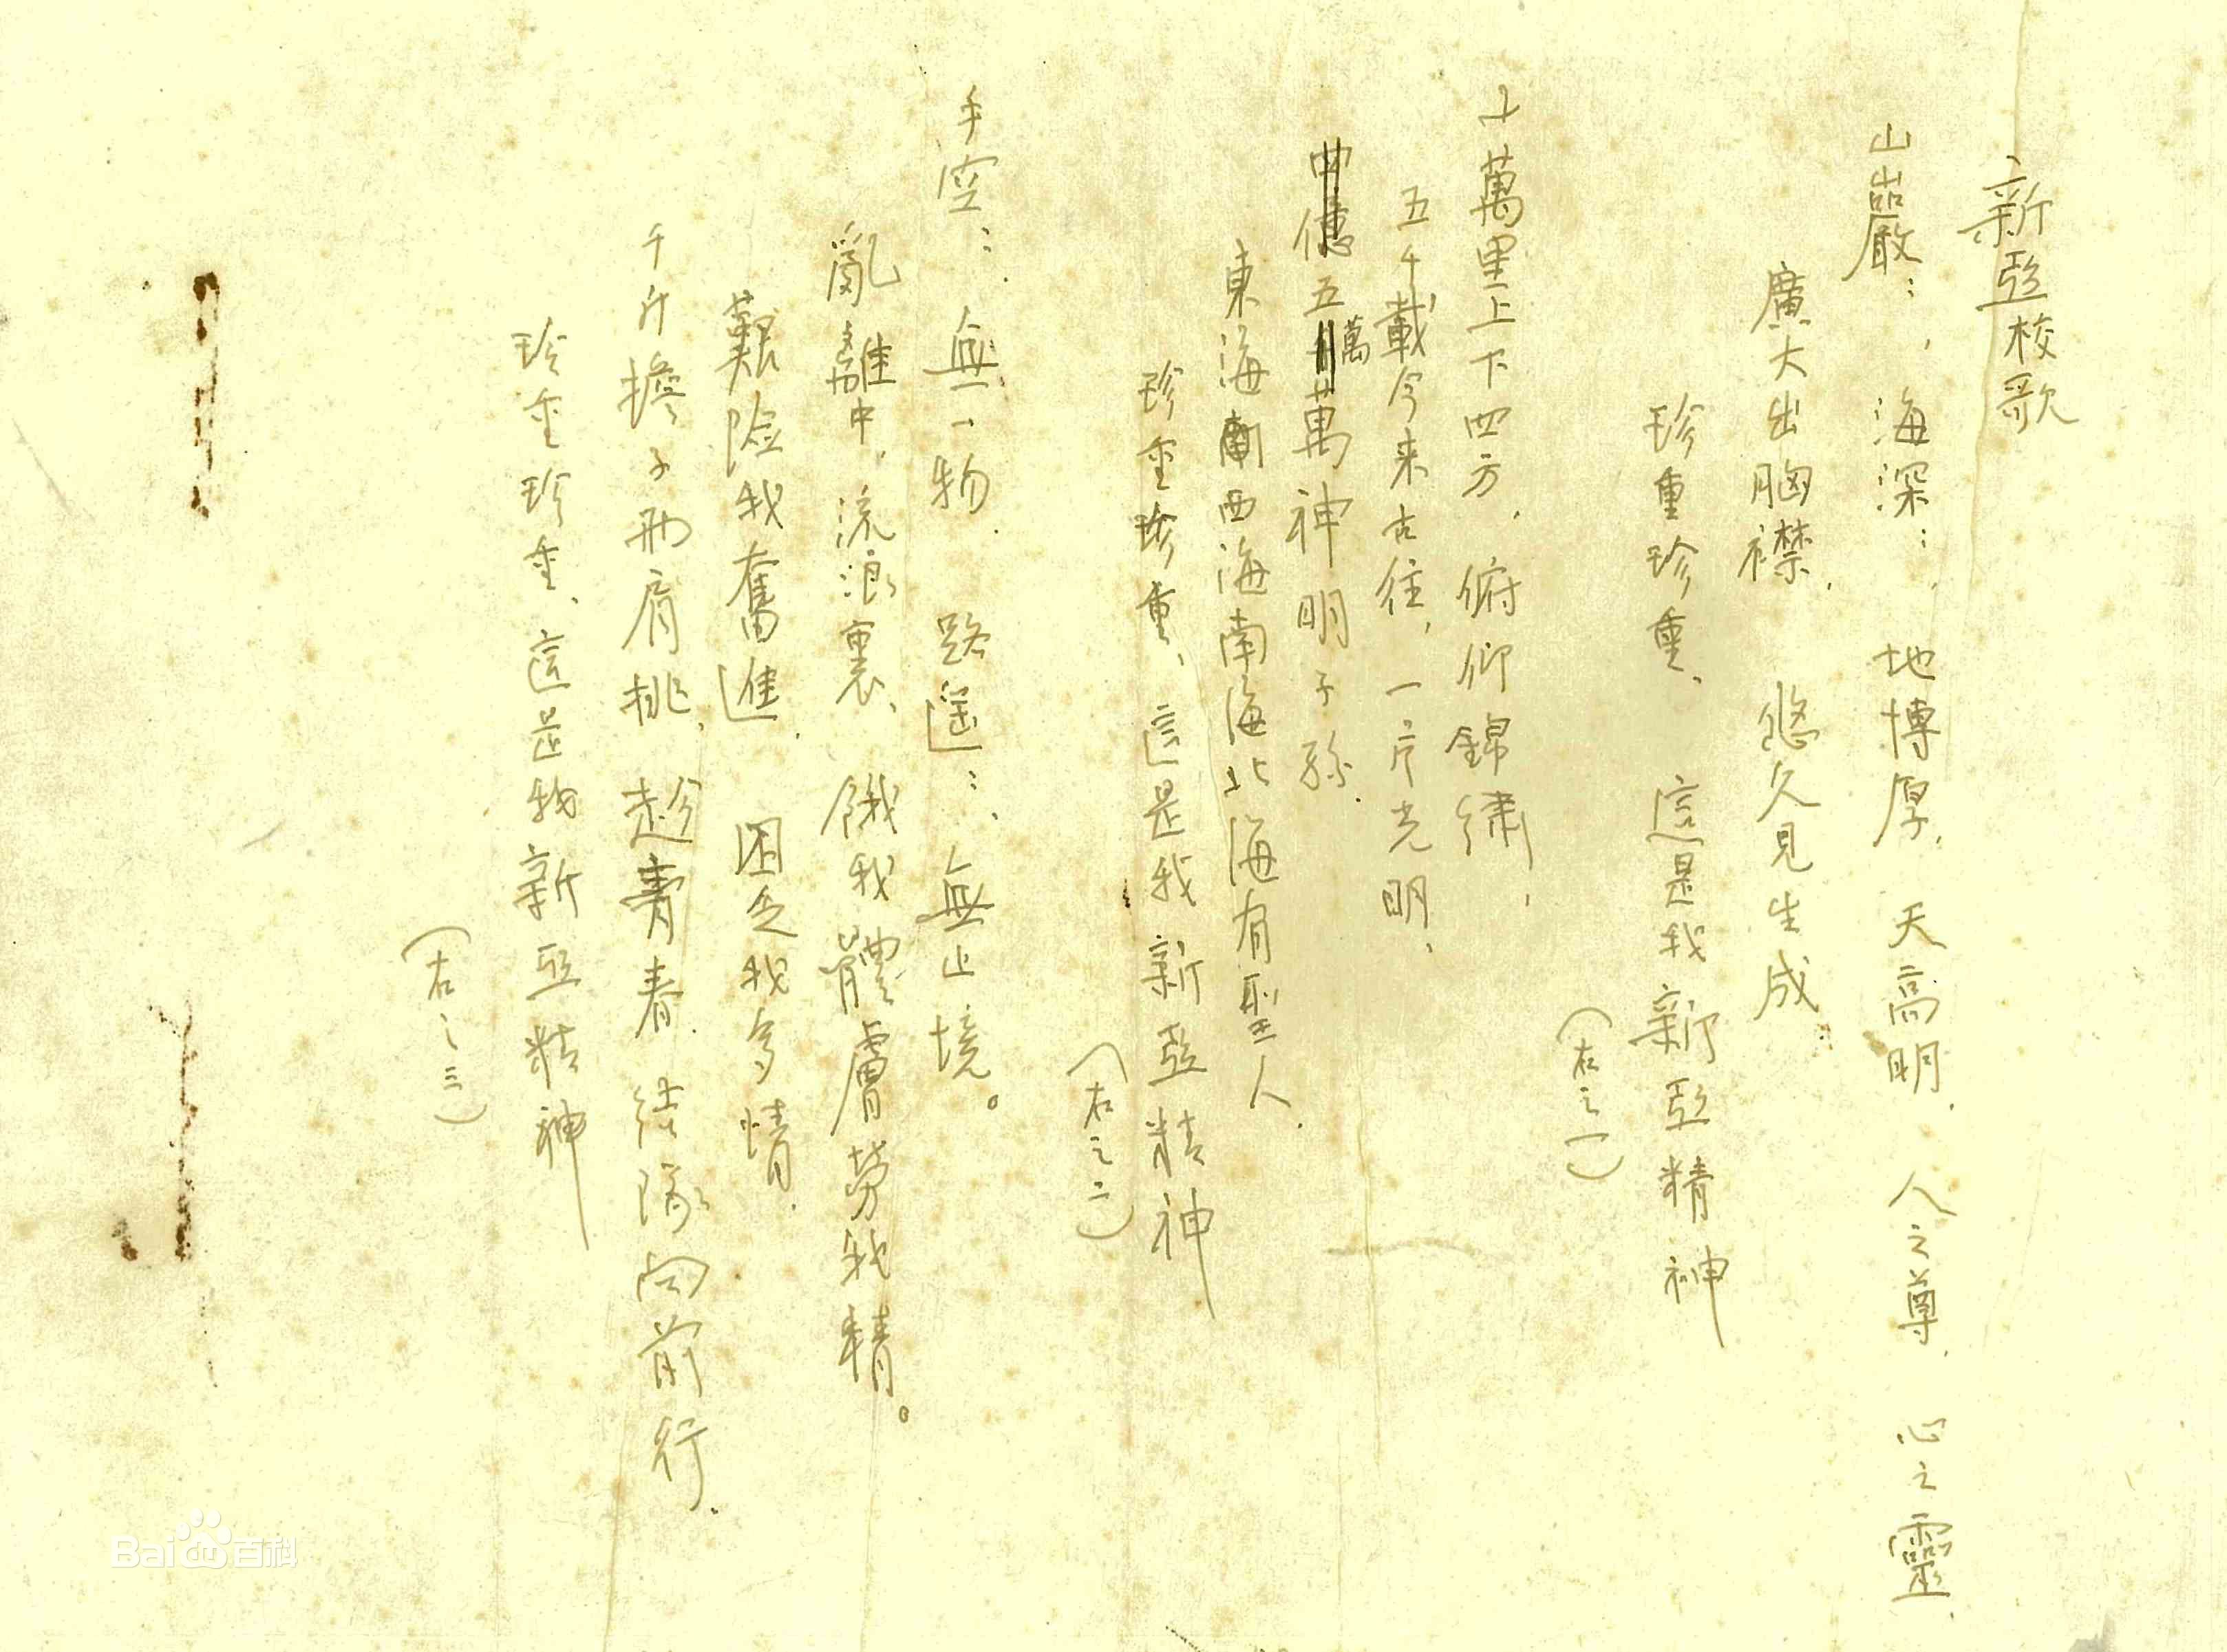 新亞校歌
山巖〻,海深〻,地博厚,天高明,人之尊,心之靈,
廣大出胸襟,悠久見生成.
珍重珍重、這是我新亞精神
(右之一)
十萬里上下四方,俯仰錦繡,
五千載今来古往,一片光明、
五萬萬神明子孫.
東海西海南海北海有聖人.
珍重珍重、這是我新亞精神
(右之二)
手空〻,無一物,路遙〻,無止境。
亂離中,流浪裏,餓我體膚勞我精。
艱險我奮進,困乏我多情.
千斤擔子兩肩挑,趁青春,結隊向前行.
珍重珍重、這是我新亞精神
(右之三)
Bai百科